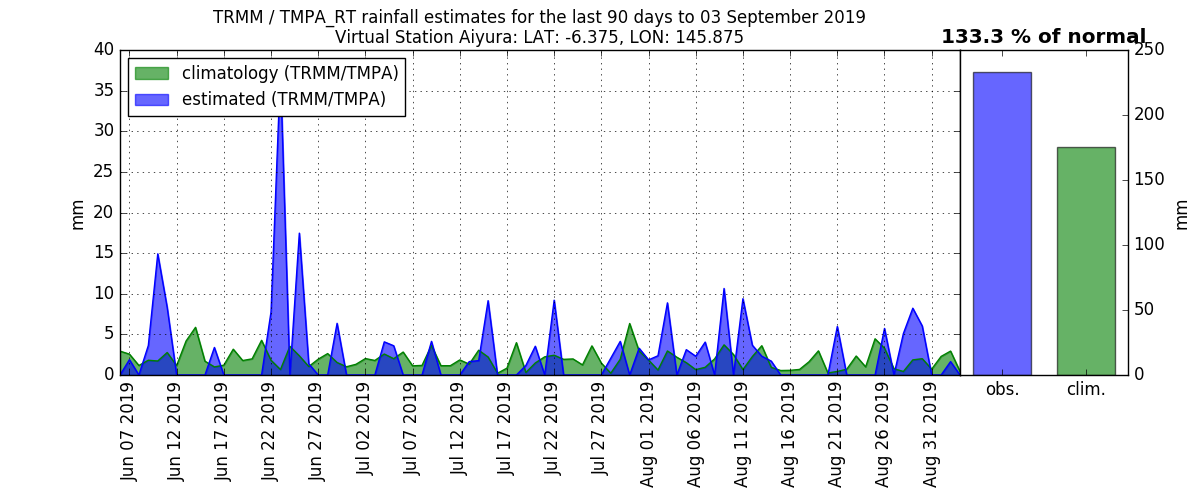 TRMM / TMPA_RT rainfall estimates for the last 90 days to 03 September 2019
Virtual Station Aiyura: LAT: -6.375, LON: 145.875
133.3 % of normal
climatology (TRMM/TMPA)
estimated (TRMM/TMPA)
mm
40
35
30
25
20
15
10
5
0
Jun 07 2019
Jun 12 2019
Jun 17 2019
Jun 22 2019
Jun 27 2019
Jul 02 2019
Jul 07 2019
Jul 12 2019
Jul 17 2019
Jul 22 2019
Jul 27 2019
Aug 01 2019
Aug 06 2019
Aug 11 2019
Aug 16 2019
Aug 21 2019
Aug 26 2019
Aug 31 2019
obs.
clim.
250
200
150
100
50
0
mm